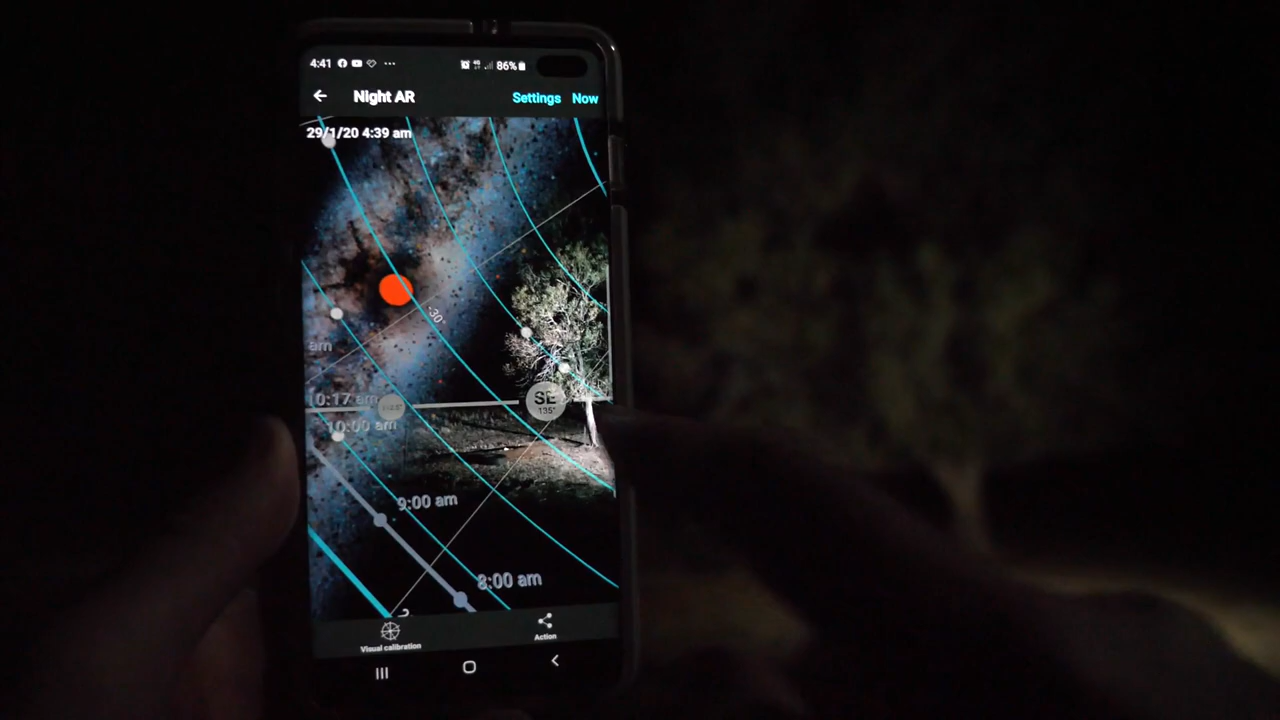 4:41 86%
Night AR Settings Now
29/1/20 4:39 am
-30°
am
10:17 am
SE
135°
10:00 am
9:00 am
8:00 am
Visual calibration
Action